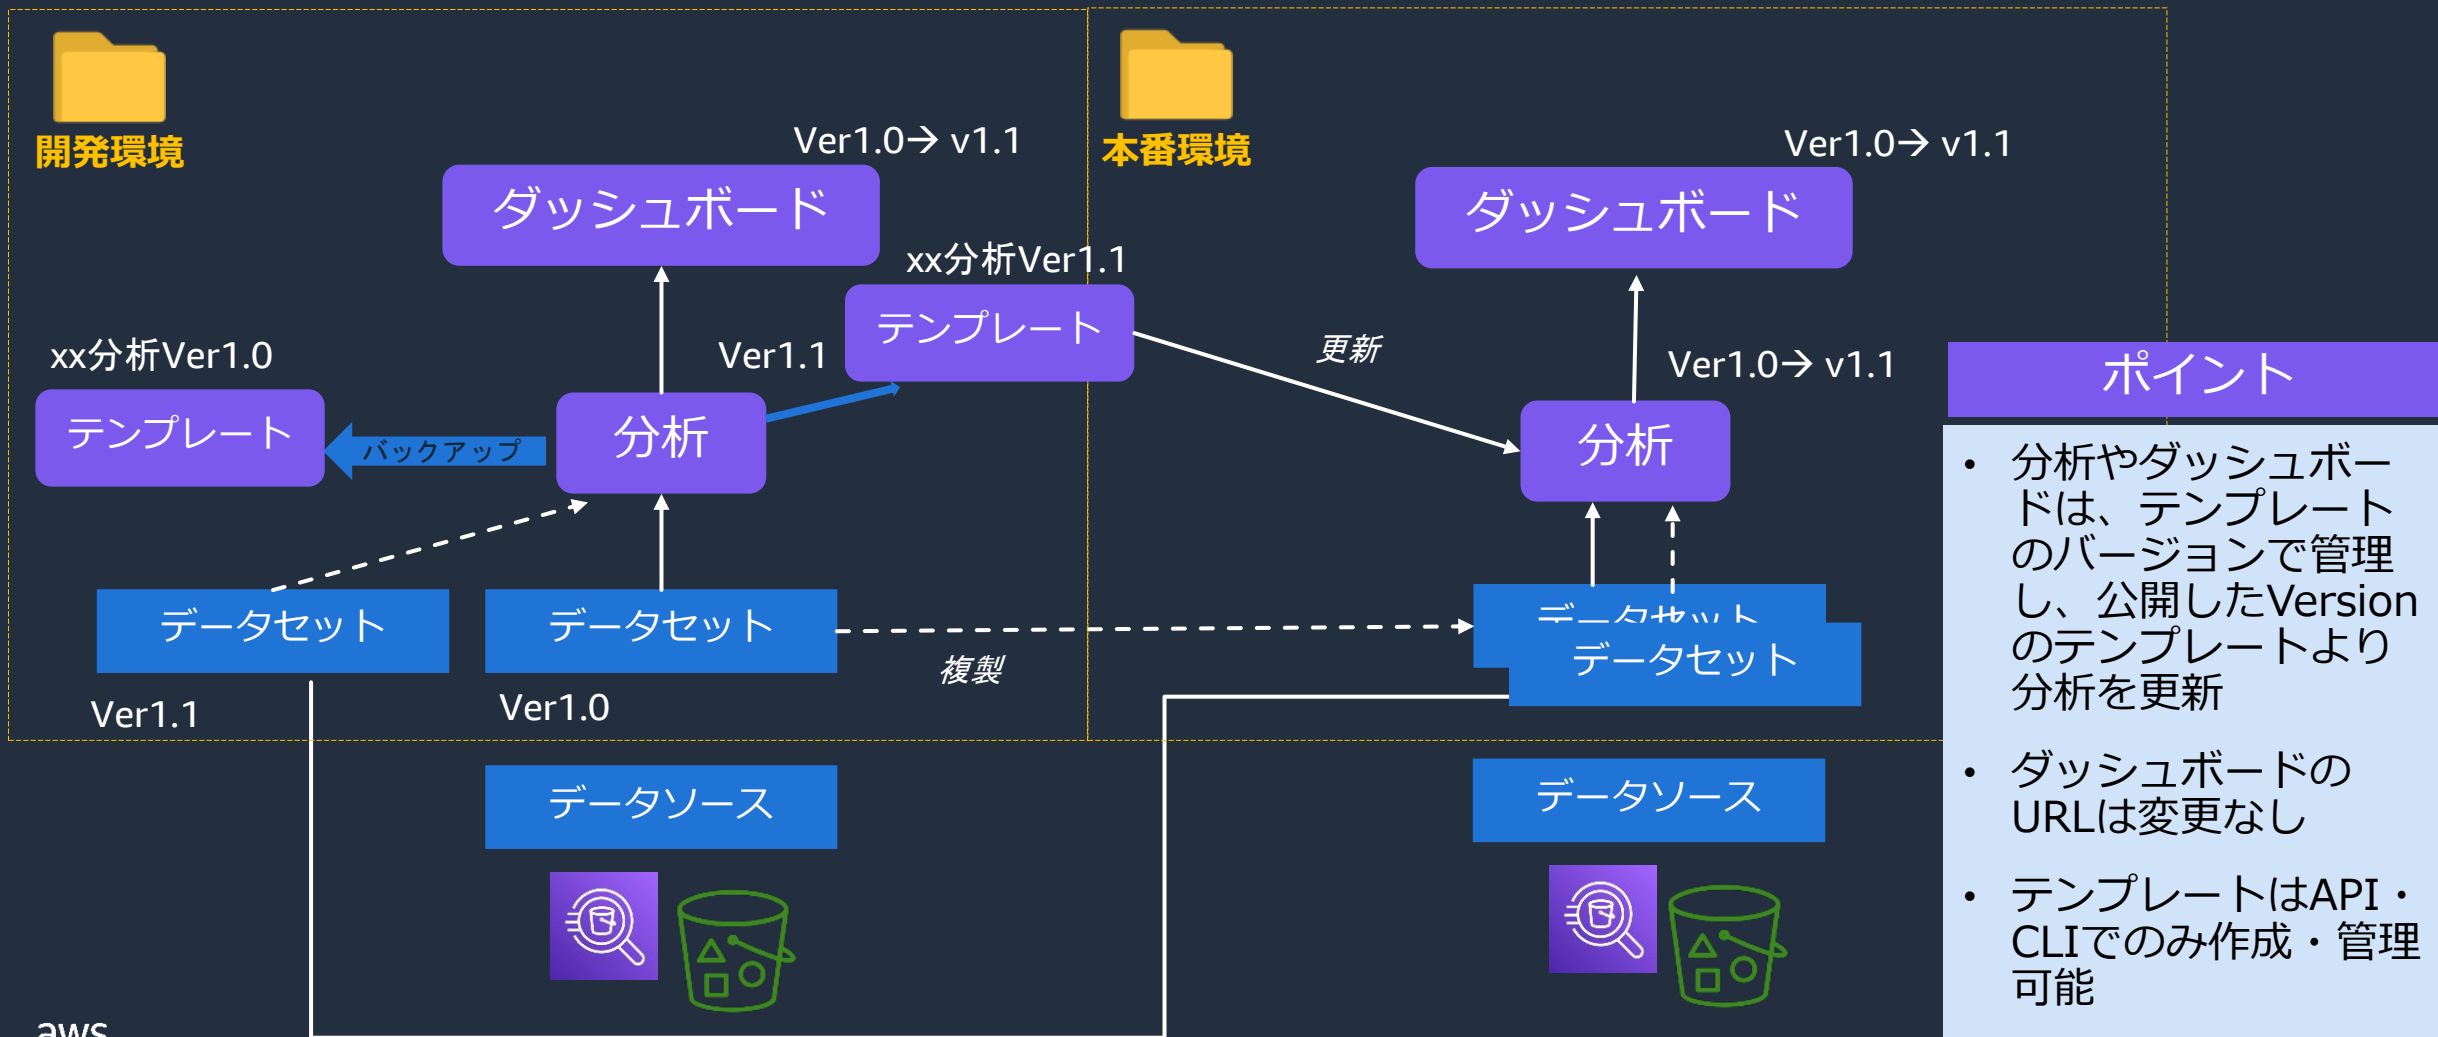 開発環境
Ver1.0→ v1.1
ダッシュボード
xx分析Ver1.1
テンプレート
xx分析Ver1.0
テンプレート
バックアップ
Ver1.1
分析
データセット
データセット
Ver1.1
Ver1.0
複製
データソース
本番環境
Ver1.0→ v1.1
ダッシュボード
更新
Ver1.0→ v1.1
分析
データセット
データセット
データソース
ポイント
• 分析やダッシュボー
ドは、テンプレート
のバージョンで管理
し、公開したVersion
のテンプレートより
分析を更新
• ダッシュボードの
URLは変更なし
• テンプレートはAPI・
CLIでのみ作成・管理
可能
aws